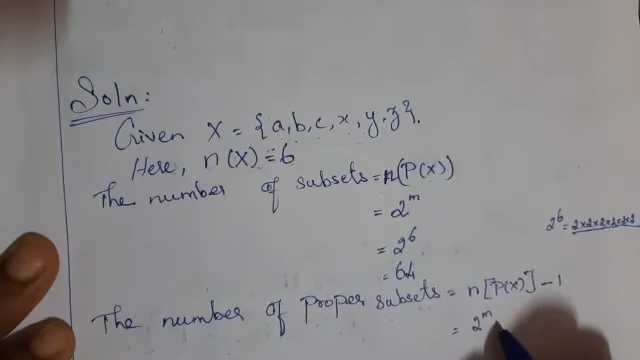 Soln:
Given X = {a, b, c, x, y, z}.
Here, n(X) = 6
The number of subsets = n(P(X))
= 2^m
= 2^6
= 64
2^6 = 2×2×2×2×2×2
The number of proper subsets = n[P(X)] - 1
= 2^m